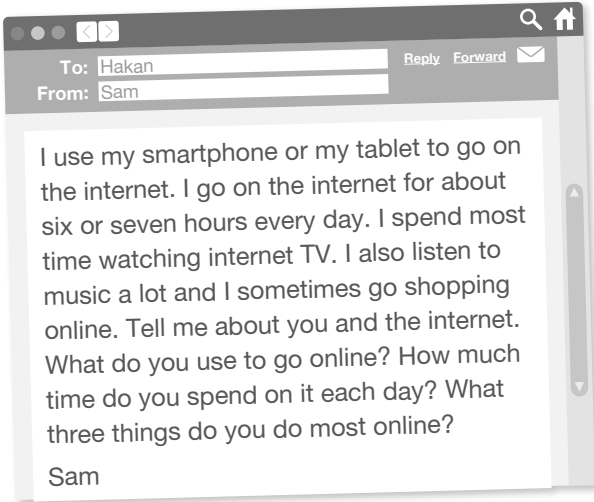 To: Hakan
Reply Forward
From: Sam
I use my smartphone or my tablet to go on
the internet. I go on the internet for about
six or seven hours every day. I spend most
time watching internet TV. I also listen to
music a lot and I sometimes go shopping
online. Tell me about you and the internet.
What do you use to go online? How much
time do you spend on it each day? What
three things do you do most online?
Sam